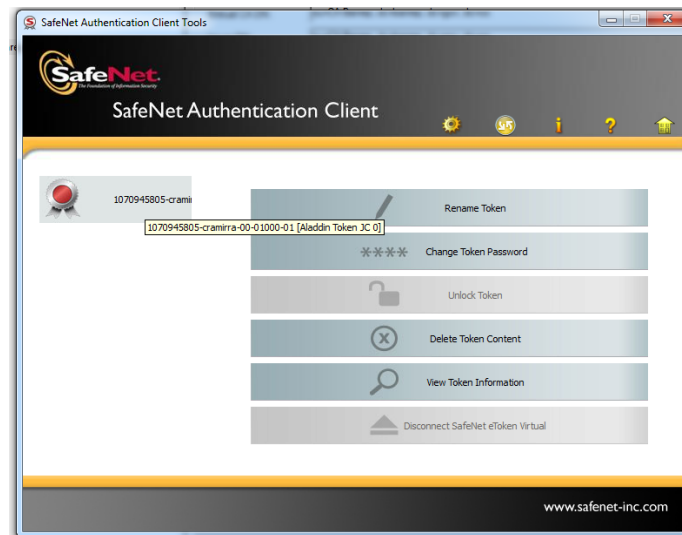 SafeNet Authentication Client Tools
SafeNet.
The Foundation of Information Security
SafeNet Authentication Client
1070945805-cramirr
1070945805-cramirra-00-01000-01 [Aladdin Token JC 0]
Rename Token
**** Change Token Password
Unlock Token
Delete Token Content
View Token Information
Disconnect SafeNet eToken Virtual
www.safenet-inc.com